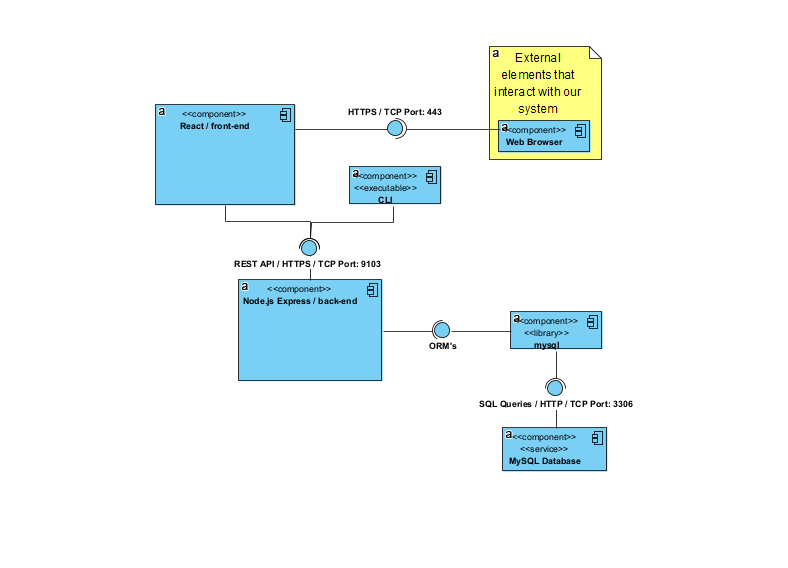 a
External
elements that
interact with our
system
a
<<component>>
Web Browser
HTTPS / TCP Port: 443
a
<<component>>
React / front-end
a
<<component>>
<<executable>>
CLI
REST API / HTTPS / TCP Port: 9103
a
<<component>>
Node.js Express / back-end
ORM's
a
<<component>>
<<library>>
mysql
SQL Queries / HTTP / TCP Port: 3306
a
<<component>>
<<service>>
MySQL Database